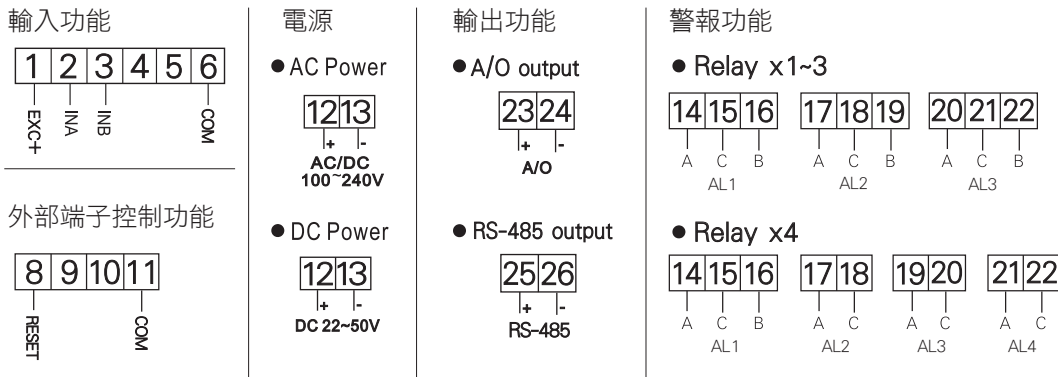 輸入功能
1 2 3 4 5 6
EXC+ INA INB COM
外部端子控制功能
8 9 10 11
RESET COM
電源
● AC Power
12 13
+ -
AC/DC
100~240V
● DC Power
12 13
+ -
DC 22~50V
輸出功能
● A/O output
23 24
+ -
A/O
● RS-485 output
25 26
+ -
RS-485
警報功能
● Relay x1~3
14 15 16 17 18 19 20 21 22
A C B A C B A C B
AL1 AL2 AL3
● Relay x4
14 15 16 17 18 19 20 21 22
A C B A C A C A C
AL1 AL2 AL3 AL4